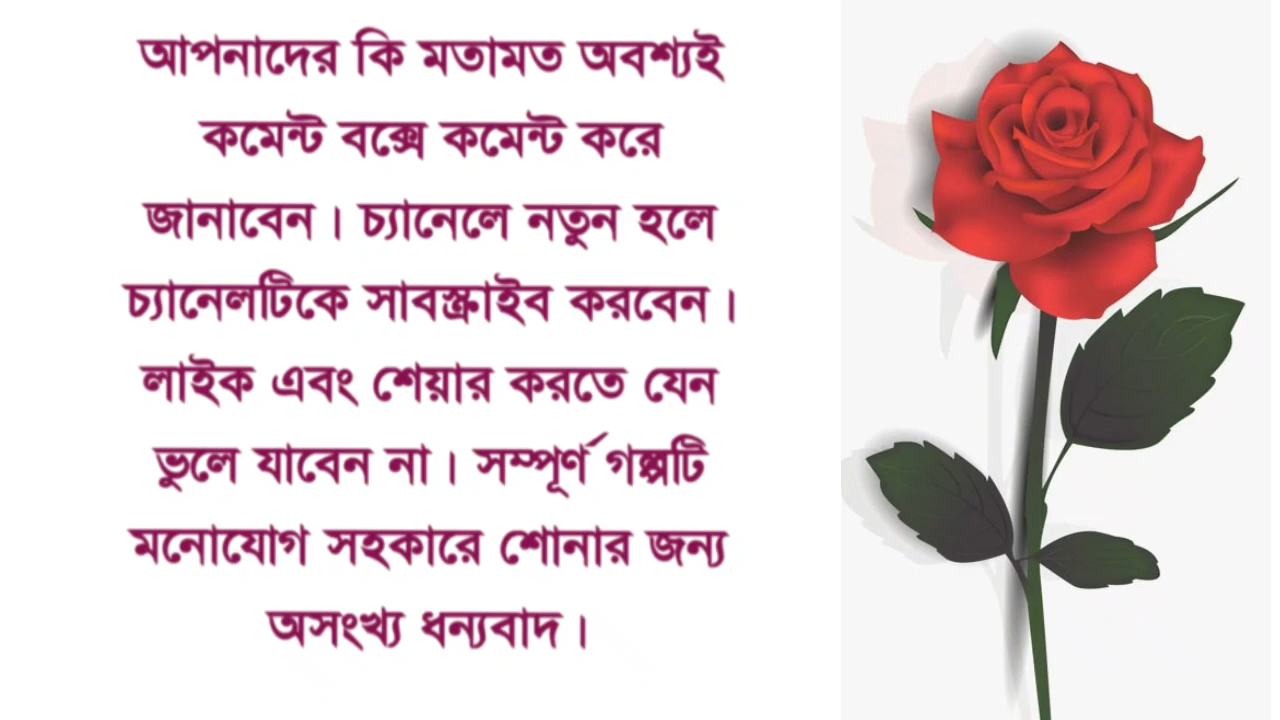 আপনাদের কি মতামত অবশ্যই
কমেন্ট বক্সে কমেন্ট করে
জানাবেন। চ্যানেলে নতুন হলে
চ্যানেলটিকে সাবস্ক্রাইব করবেন।
লাইক এবং শেয়ার করতে যেন
ভুলে যাবেন না। সম্পূর্ণ গল্পটি
মনোযোগ সহকারে শোনার জন্য
অসংখ্য ধন্যবাদ।